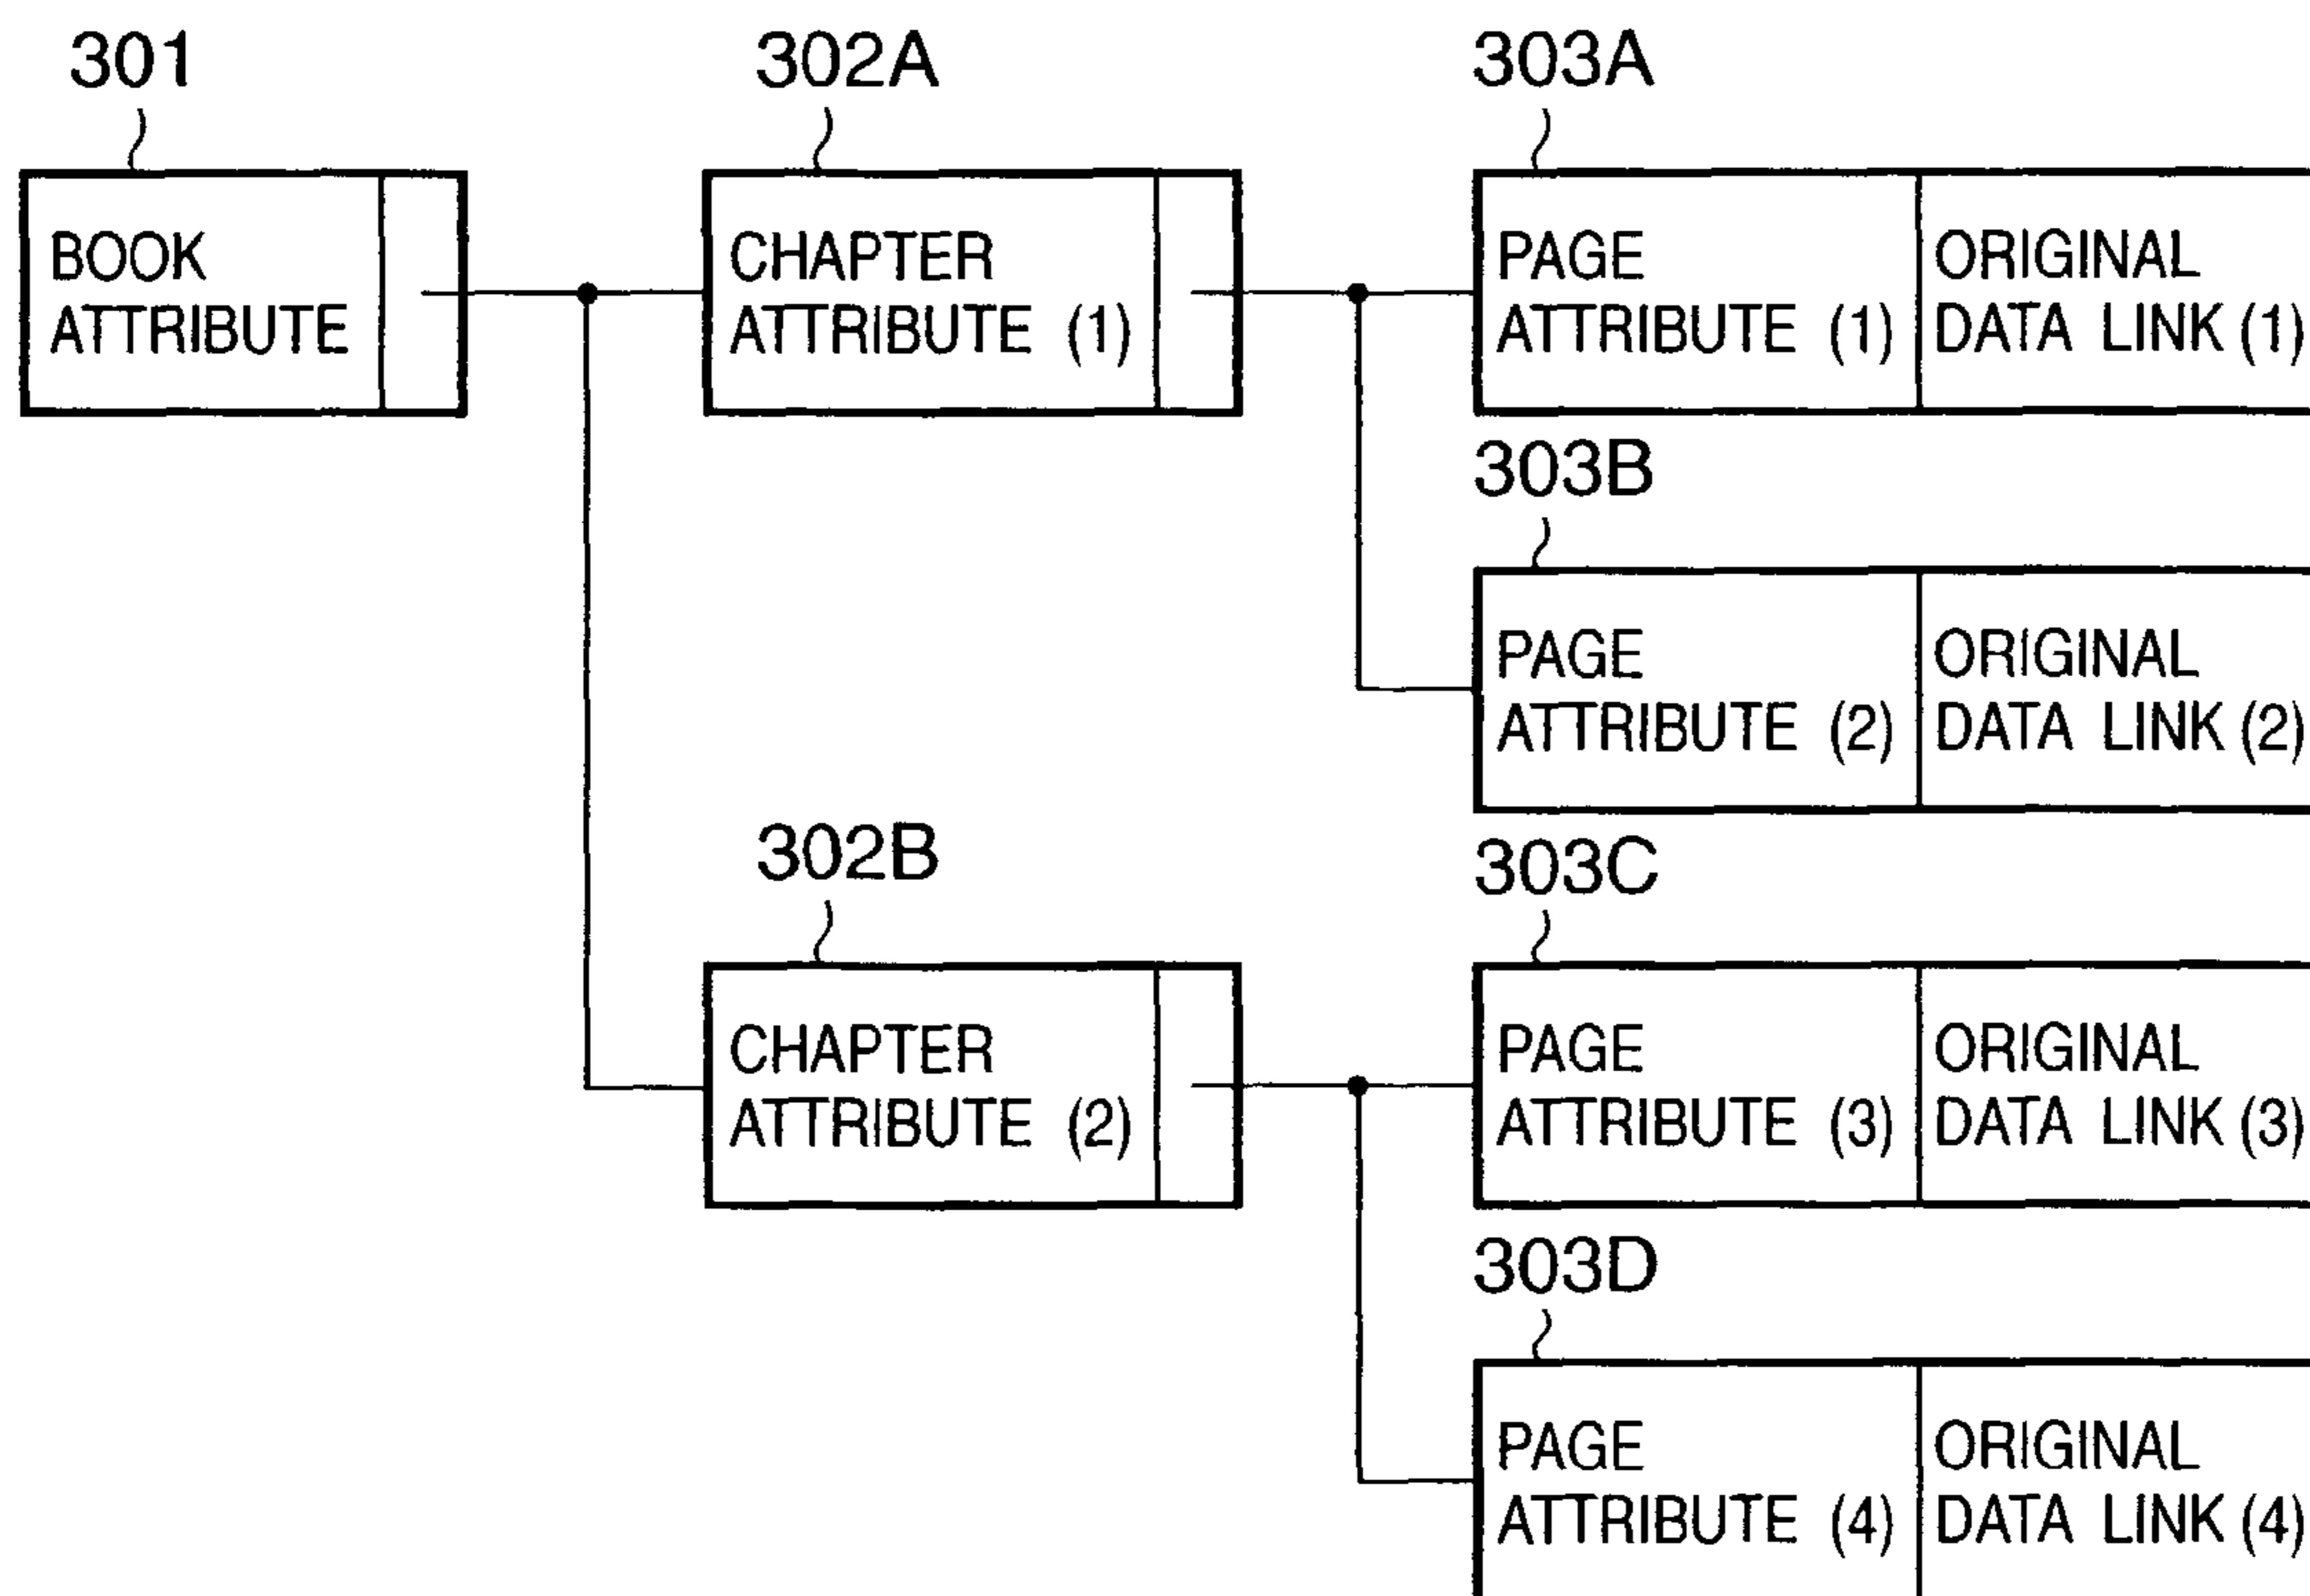 301
302A
303A
BOOK
ATTRIBUTE
CHAPTER
ATTRIBUTE (1)
PAGE
ATTRIBUTE (1)
ORIGINAL
DATA LINK (1)
303B
PAGE
ATTRIBUTE (2)
ORIGINAL
DATA LINK (2)
302B
303C
CHAPTER
ATTRIBUTE (2)
PAGE
ATTRIBUTE (3)
ORIGINAL
DATA LINK (3)
303D
PAGE
ATTRIBUTE (4)
ORIGINAL
DATA LINK (4)